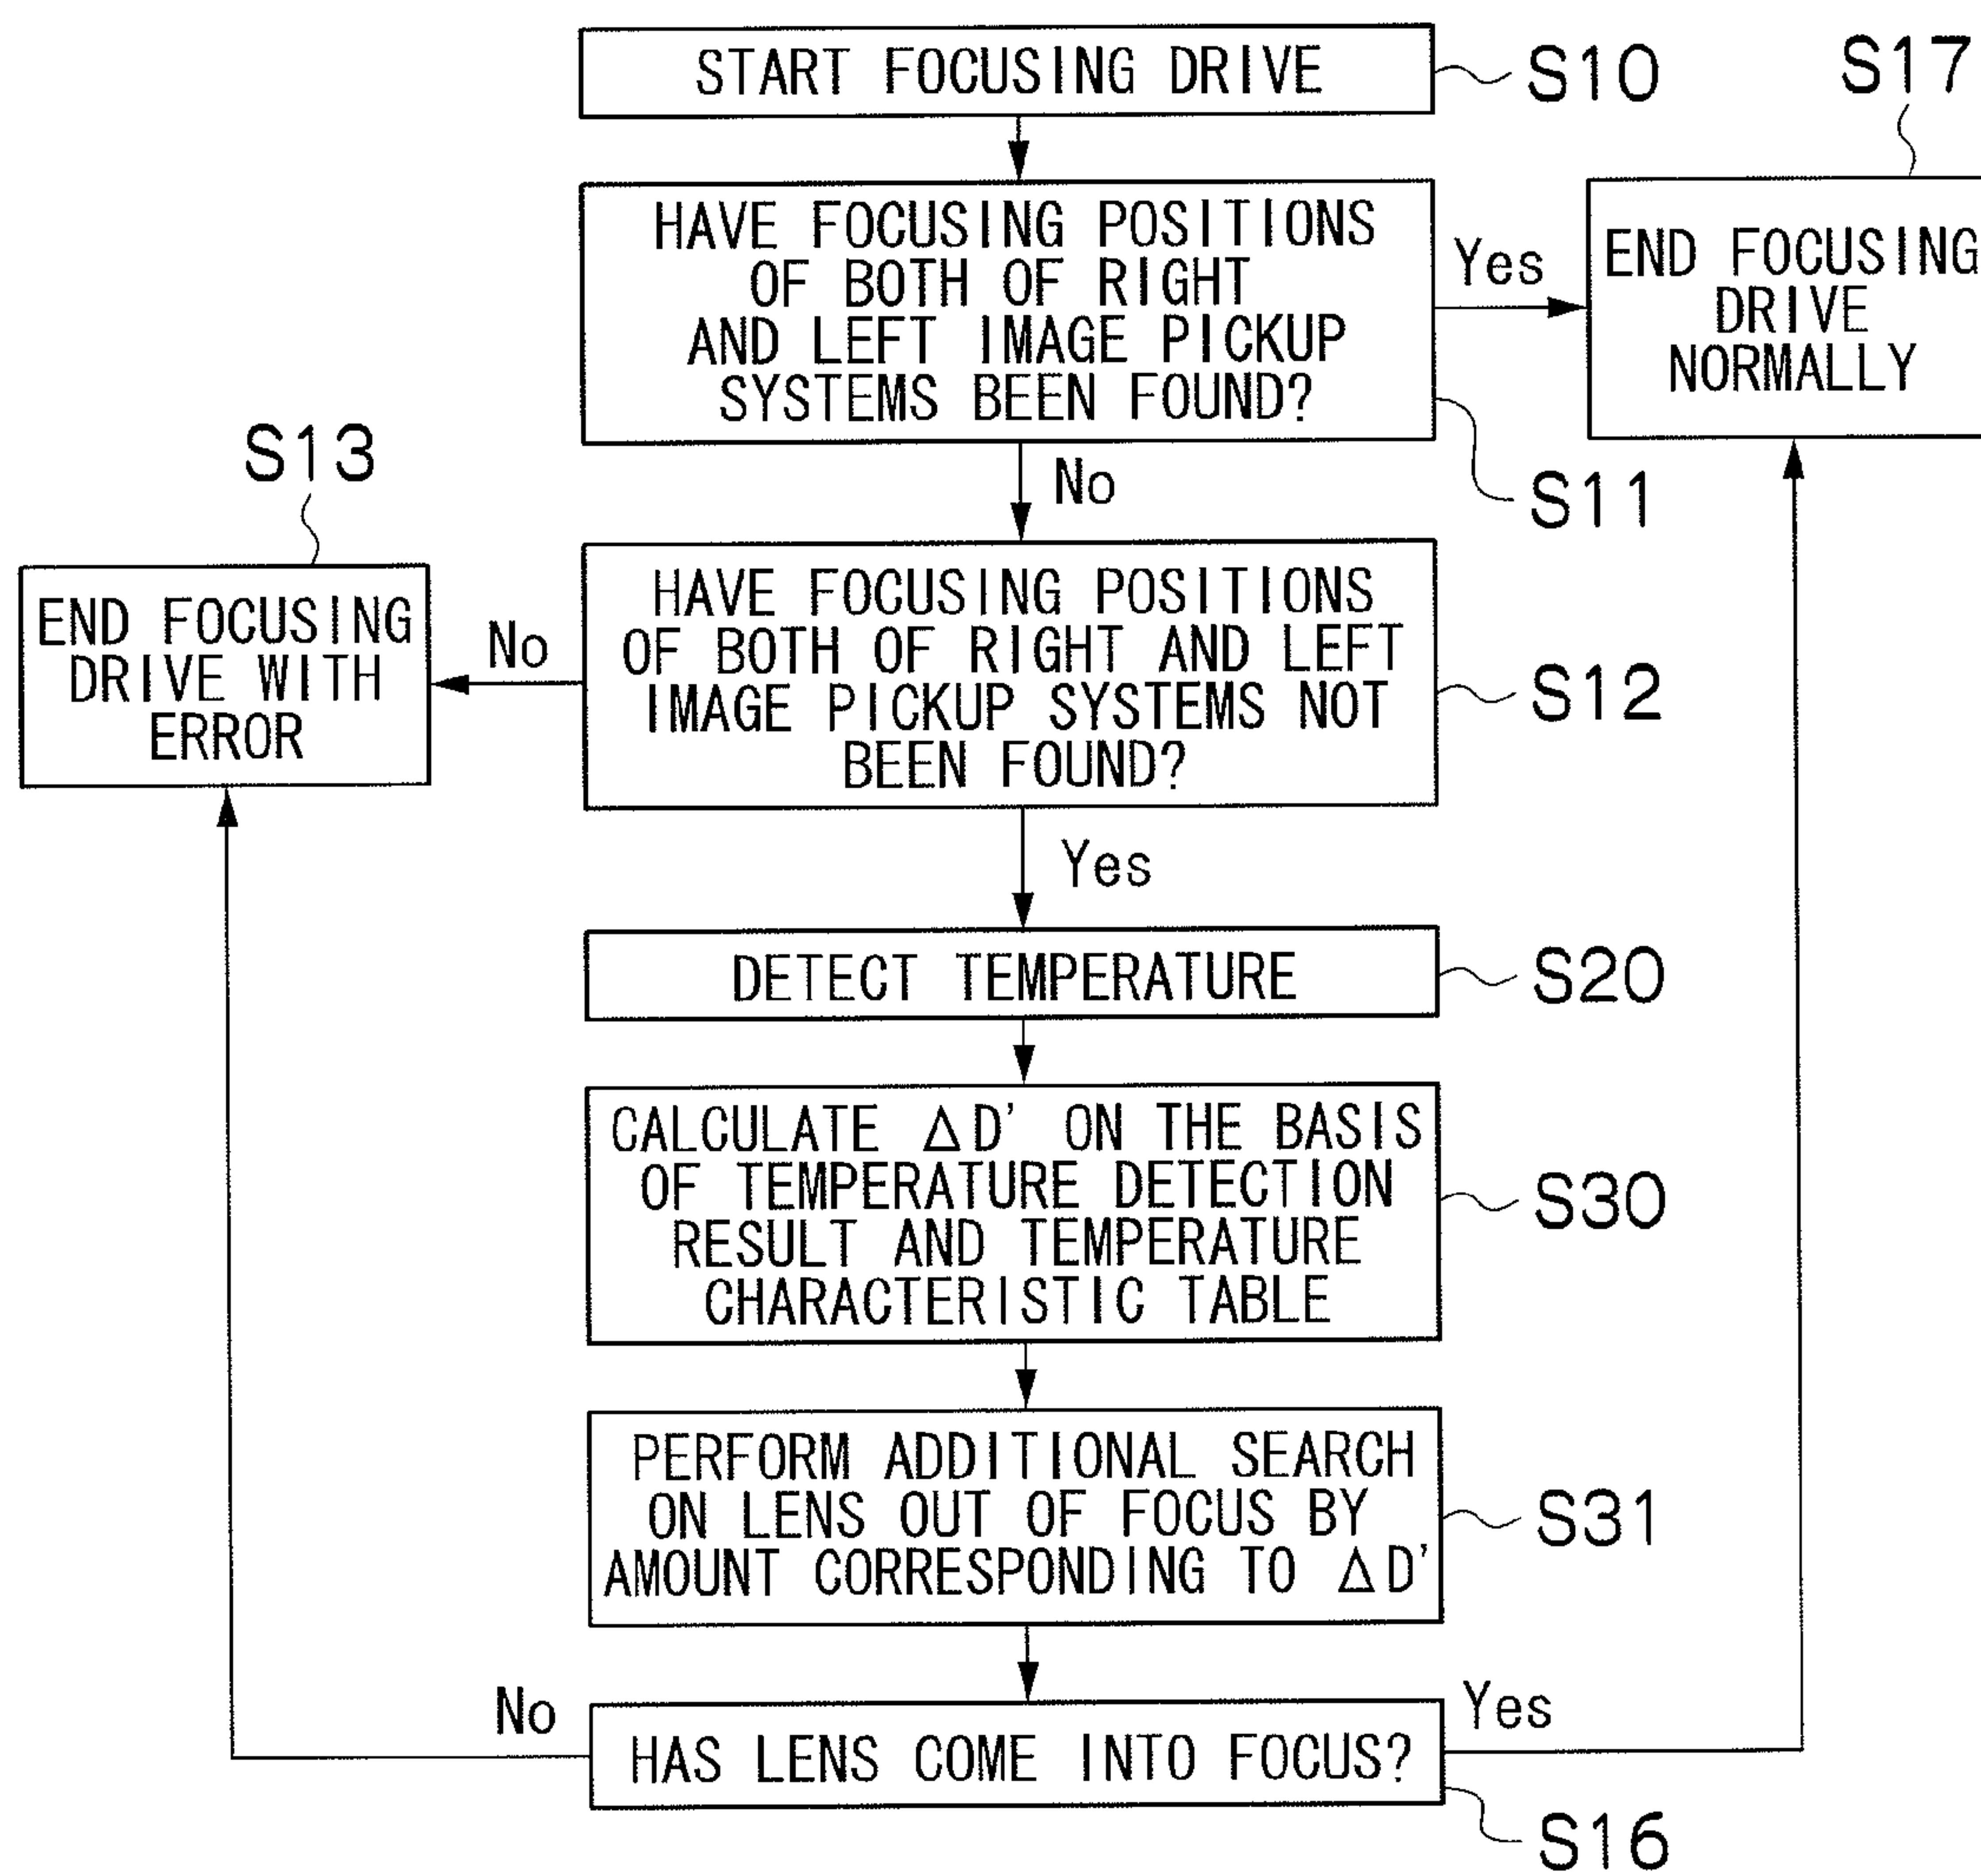 START FOCUSING DRIVE
S10
S17
HAVE FOCUSING POSITIONS
OF BOTH OF RIGHT
AND LEFT IMAGE PICKUP
SYSTEMS BEEN FOUND?
Yes
END FOCUSING
DRIVE
NORMALLY
S11
No
S13
END FOCUSING
DRIVE WITH
ERROR
No
HAVE FOCUSING POSITIONS
OF BOTH OF RIGHT AND LEFT
IMAGE PICKUP SYSTEMS NOT
BEEN FOUND?
S12
Yes
DETECT TEMPERATURE
S20
CALCULATE ΔD' ON THE BASIS
OF TEMPERATURE DETECTION
RESULT AND TEMPERATURE
CHARACTERISTIC TABLE
S30
PERFORM ADDITIONAL SEARCH
ON LENS OUT OF FOCUS BY
AMOUNT CORRESPONDING TO ΔD'
S31
No
HAS LENS COME INTO FOCUS?
Yes
S16